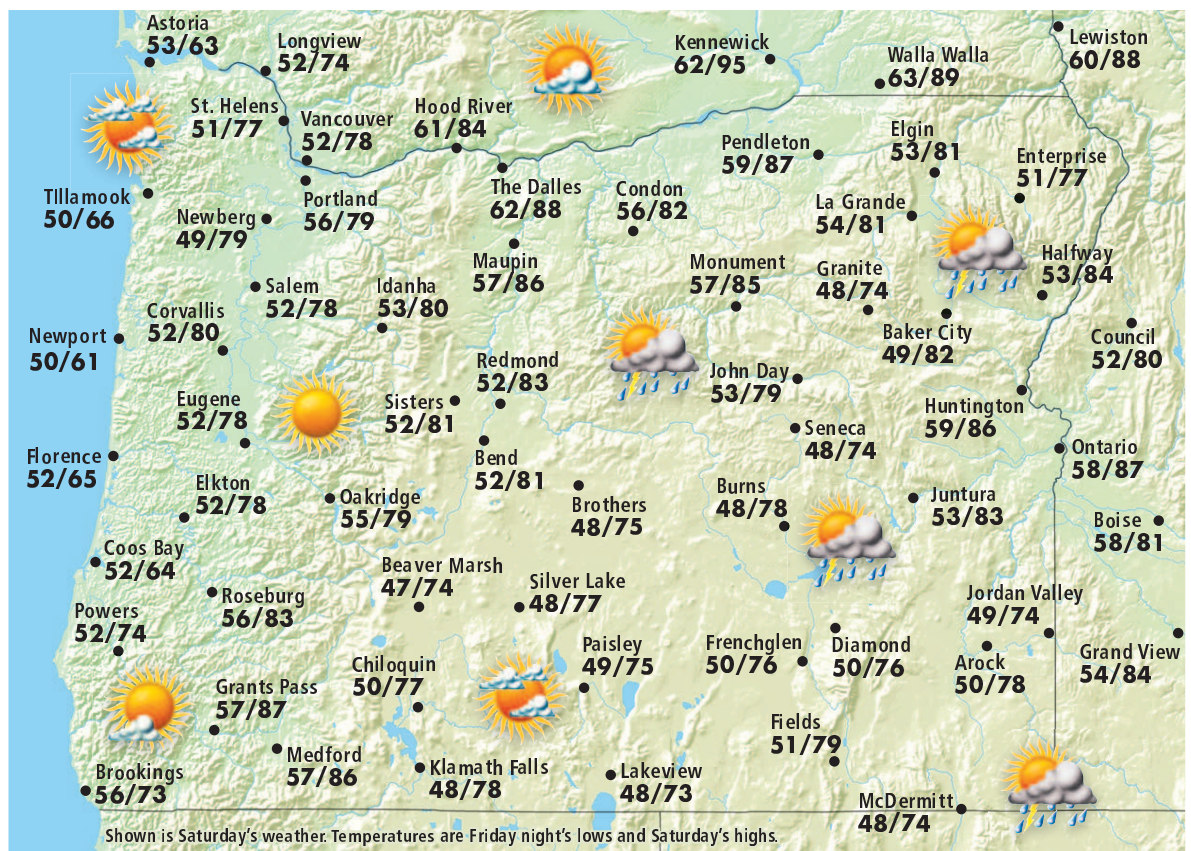 Astoria
53/63
Longview
52/74
Kennewick
62/95
Walla Walla
63/89
Lewiston
60/88
St. Helens
51/77
Vancouver
52/78
Hood River
61/84
Pendleton
59/87
Elgin
53/81
Enterprise
51/77
TIllamook
50/66
Newberg
49/79
Portland
56/79
The Dalles
62/88
Condon
56/82
La Grande
54/81
Maupin
57/86
Monument
57/85
Granite
48/74
Halfway
53/84
Salem
52/78
Idanha
53/80
Corvallis
52/80
Newport
50/61
Baker City
49/82
Council
52/80
Redmond
52/83
John Day
53/79
Eugene
52/78
Sisters
52/81
Huntington
59/86
Seneca
48/74
Ontario
58/87
Florence
52/65
Bend
52/81
Elkton
52/78
Oakridge
55/79
Brothers
48/75
Burns
48/78
Juntura
53/83
Boise
58/81
Coos Bay
52/64
Beaver Marsh
47/74
Silver Lake
48/77
Roseburg
56/83
Jordan Valley
49/74
Powers
52/74
Paisley
49/75
Frenchglen
50/76
Diamond
50/76
Arock
50/78
Grand View
54/84
Chiloquin
50/77
Grants Pass
57/87
Fields
51/79
Medford
57/86
Klamath Falls
48/78
Lakeview
48/73
Brookings
56/73
McDermitt
48/74
Shown is Saturday's weather. Temperatures are Friday night's lows and Saturday's highs.